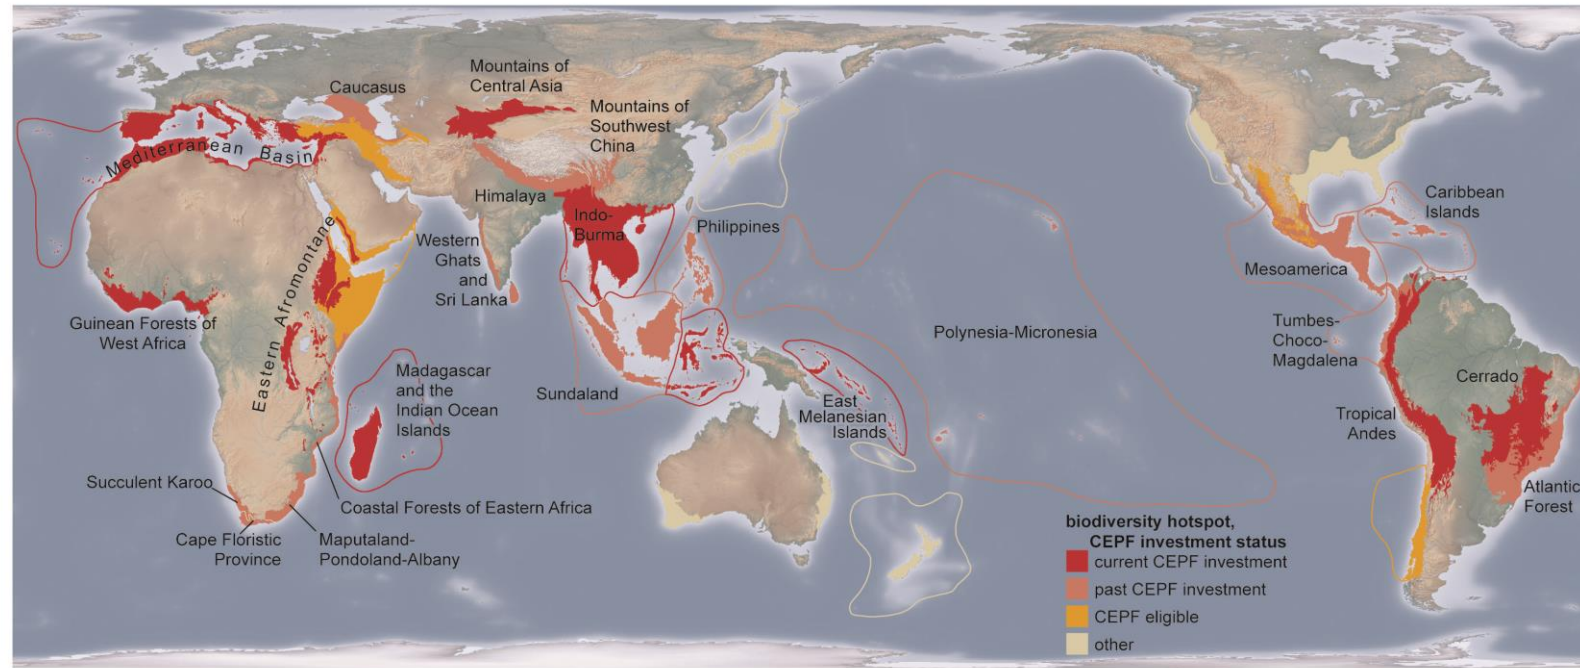 Caucasus
Mountains of
Central Asia
Mountains of
Southwest
China
Mediterranean Basin
Himalaya
Indo-
Burma
Philippines
Western
Ghats
and
Sri Lanka
Eastern Afromontane
Guinean Forests of
West Africa
Madagascar
and the
Indian Ocean
Islands
Sundaland
East
Melanesian
Islands
Polynesia-Micronesia
Caribbean
Islands
Mesoamerica
Tumbes-
Choco-
Magdalena
Cerrado
Tropical
Andes
Atlantic
Forest
Succulent Karoo
Cape Floristic
Province
Coastal Forests of Eastern Africa
Maputaland-
Pondoland-Albany
biodiversity hotspot,
CEPF investment status
current CEPF investment
past CEPF investment
CEPF eligible
other